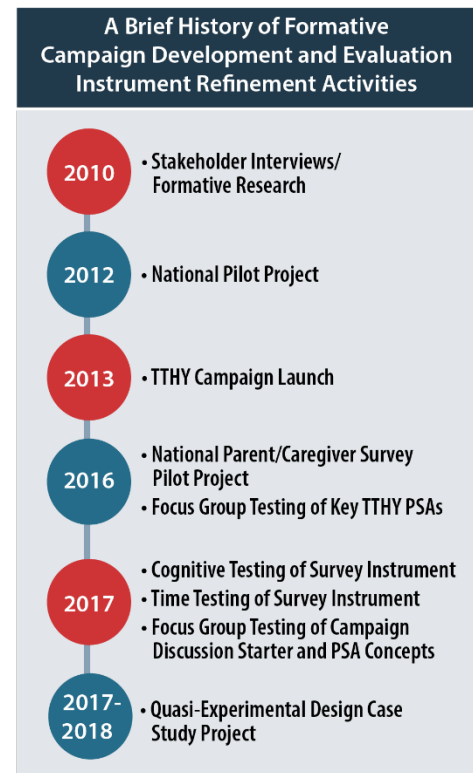 A Brief History of Formative
Campaign Development and Evaluation
Instrument Refinement Activities
2010
• Stakeholder Interviews/
Formative Research
2012
• National Pilot Project
2013
• TTHY Campaign Launch
2016
• National Parent/Caregiver Survey
Pilot Project
• Focus Group Testing of Key TTHY PSAs
2017
• Cognitive Testing of Survey Instrument
• Time Testing of Survey Instrument
• Focus Group Testing of Campaign
Discussion Starter and PSA Concepts
2017-
2018
• Quasi-Experimental Design Case
Study Project